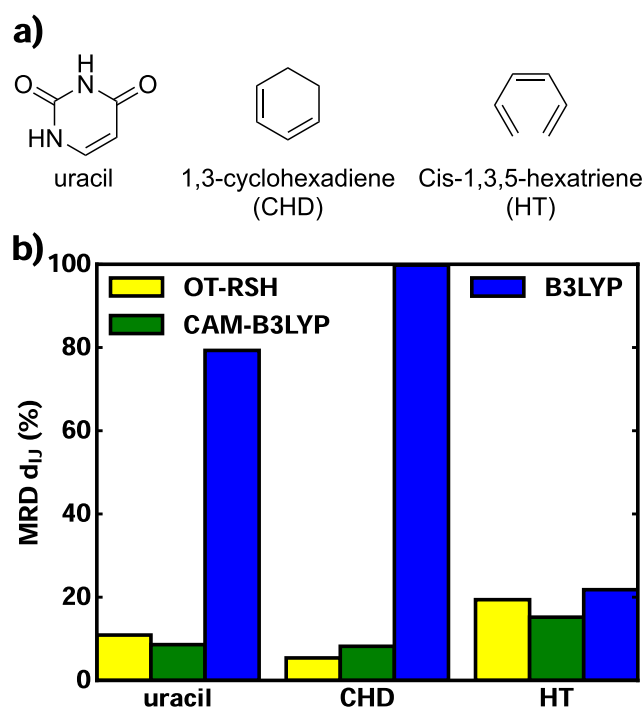 a)
H
O N O
HN
uracil 1,3-cyclohexadiene Cis-1,3,5-hexatriene
(CHD) (HT)
b)
100
80
60
40
20
0
MRD dIJ (%)
OT-RSH
CAM-B3LYP
B3LYP
uracil CHD HT